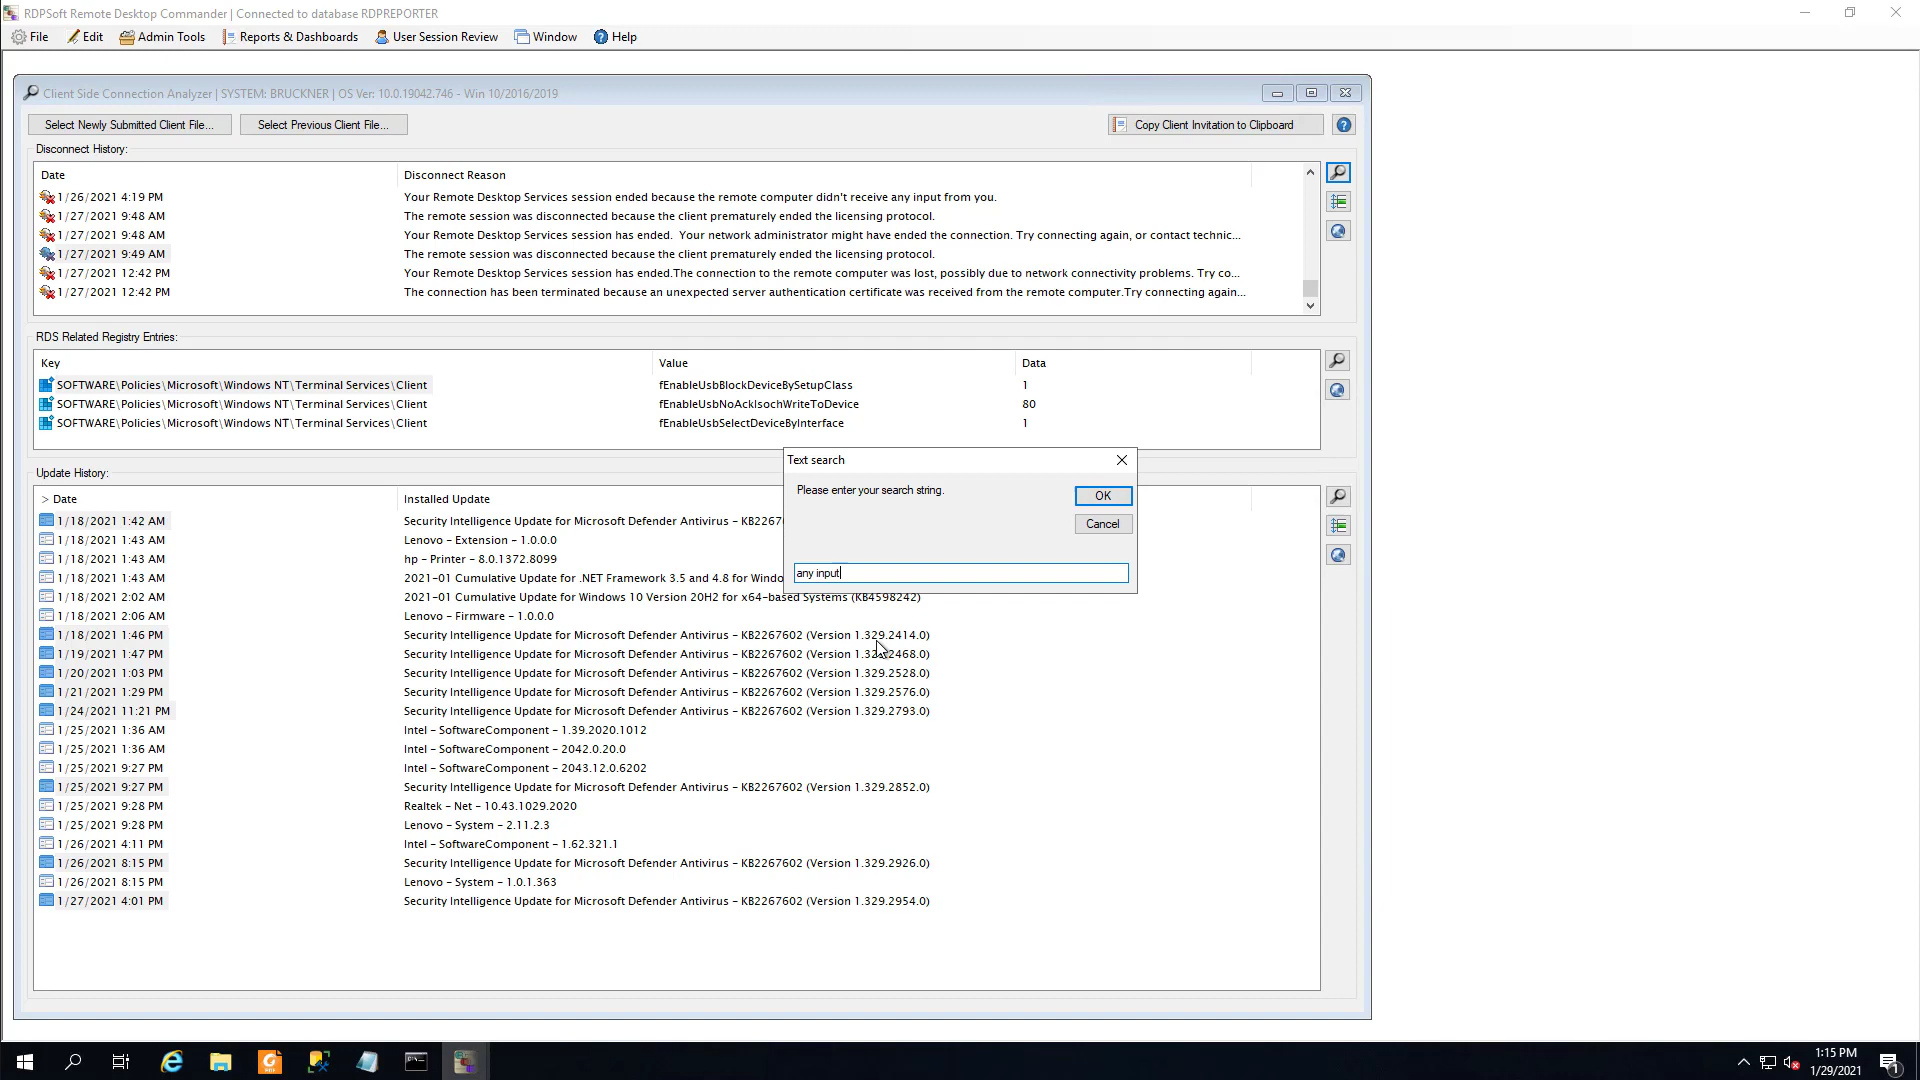 RDPSoft Remote Desktop Commander | Connected to database RDPREPORTER
File Edit Admin Tools Reports & Dashboards User Session Review Window Help
Client Side Connection Analyzer | SYSTEM: BRUCKNER | OS Ver: 10.0.19042.746 - Win 10/2016/2019
Select Newly Submitted Client File... Select Previous Client File... Copy Client Invitation to Clipboard ?
Disconnect History:
Date Disconnect Reason
1/26/2021 4:19 PM Your Remote Desktop Services session ended because the remote computer didn't receive any input from you.
1/27/2021 9:48 AM The remote session was disconnected because the client prematurely ended the licensing protocol.
1/27/2021 9:48 AM Your Remote Desktop Services session has ended.  Your network administrator might have ended the connection. Try connecting again, or contact technic...
1/27/2021 9:49 AM The remote session was disconnected because the client prematurely ended the licensing protocol.
1/27/2021 12:42 PM Your Remote Desktop Services session has ended.The connection to the remote computer was lost, possibly due to network connectivity problems. Try co...
1/27/2021 12:42 PM The connection has been terminated because an unexpected server authentication certificate was received from the remote computer.Try connecting again...
RDS Related Registry Entries:
Key Value Data
SOFTWARE\Policies\Microsoft\Windows NT\Terminal Services\Client fEnableUsbBlockDeviceBySetupClass 1
SOFTWARE\Policies\Microsoft\Windows NT\Terminal Services\Client fEnableUsbNoAckIsochWriteToDevice 80
SOFTWARE\Policies\Microsoft\Windows NT\Terminal Services\Client fEnableUsbSelectDeviceByInterface 1
Text search
Please enter your search string.
OK
Cancel
any input
Update History:
> Date Installed Update
1/18/2021 1:42 AM Security Intelligence Update for Microsoft Defender Antivirus - KB2267
1/18/2021 1:43 AM Lenovo - Extension - 1.0.0.0
1/18/2021 1:43 AM hp - Printer - 8.0.1372.8099
1/18/2021 1:43 AM 2021-01 Cumulative Update for .NET Framework 3.5 and 4.8 for Windo
1/18/2021 2:02 AM 2021-01 Cumulative Update for Windows 10 Version 20H2 for x64-based Systems (KB4598242)
1/18/2021 2:06 AM Lenovo - Firmware - 1.0.0.0
1/18/2021 1:46 PM Security Intelligence Update for Microsoft Defender Antivirus - KB2267602 (Version 1.329.2414.0)
1/19/2021 1:47 PM Security Intelligence Update for Microsoft Defender Antivirus - KB2267602 (Version 1.329.2468.0)
1/20/2021 1:03 PM Security Intelligence Update for Microsoft Defender Antivirus - KB2267602 (Version 1.329.2528.0)
1/21/2021 1:29 PM Security Intelligence Update for Microsoft Defender Antivirus - KB2267602 (Version 1.329.2576.0)
1/24/2021 11:21 PM Security Intelligence Update for Microsoft Defender Antivirus - KB2267602 (Version 1.329.2793.0)
1/25/2021 1:36 AM Intel - SoftwareComponent - 1.39.2020.1012
1/25/2021 1:36 AM Intel - SoftwareComponent - 2042.0.20.0
1/25/2021 9:27 PM Intel - SoftwareComponent - 2043.12.0.6202
1/25/2021 9:27 PM Security Intelligence Update for Microsoft Defender Antivirus - KB2267602 (Version 1.329.2852.0)
1/25/2021 9:28 PM Realtek - Net - 10.43.1029.2020
1/25/2021 9:28 PM Lenovo - System - 2.11.2.3
1/26/2021 4:11 PM Intel - SoftwareComponent - 1.62.321.1
1/26/2021 8:15 PM Security Intelligence Update for Microsoft Defender Antivirus - KB2267602 (Version 1.329.2926.0)
1/26/2021 8:15 PM Lenovo - System - 1.0.1.363
1/27/2021 4:01 PM Security Intelligence Update for Microsoft Defender Antivirus - KB2267602 (Version 1.329.2954.0)
1:15 PM
1/29/2021
1